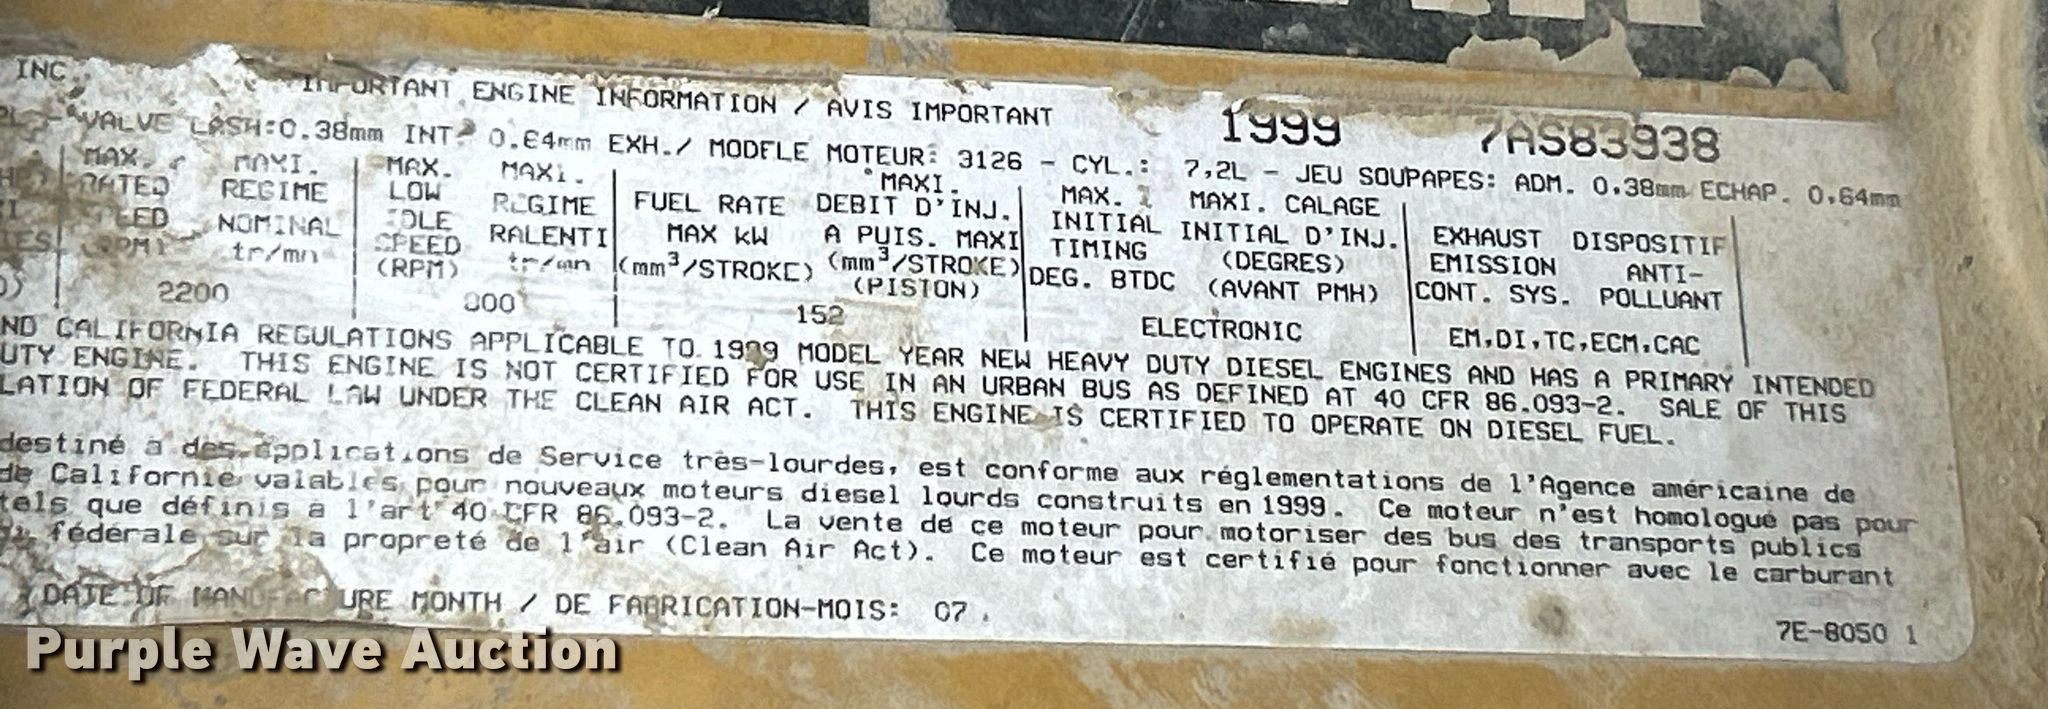 INC.
IMPORTANT ENGINE INFORMATION / AVIS IMPORTANT 1999 7AS83938
VALVE LASH:0.38mm INT. 0.64mm EXH./ MODELE MOTEUR: 3126 - CYL.: 7,2L - JEU SOUPAPES: ADM. 0,38mm ECHAP. 0,64mm
MAX. MAXI. MAX. MAXI. MAXI. MAX. MAXI. CALAGE
RATED REGIME LOW REGIME FUEL RATE DEBIT D'INJ. INITIAL INITIAL D'INJ. EXHAUST DISPOSITIF
NOMINAL IDLE RALENTI MAX kW A PUIS. MAXI TIMING (DEGRES) EMISSION ANTI-
(RPM) tr/mn SPEED tr/mn (mm³/STROKE) (mm³/STROKE) DEG. BTDC (AVANT PMH) CONT. SYS. POLLUANT
(RPM) (PISTON)
2200 152 ELECTRONIC EM,DI,TC,ECM,CAC
CALIFORNIA REGULATIONS APPLICABLE TO 1999 MODEL YEAR NEW HEAVY DUTY DIESEL ENGINES AND HAS A PRIMARY INTENDED
UTY ENGINE. THIS ENGINE IS NOT CERTIFIED FOR USE IN AN URBAN BUS AS DEFINED AT 40 CFR 86.093-2. SALE OF THIS
LATION OF FEDERAL LAW UNDER THE CLEAN AIR ACT. THIS ENGINE IS CERTIFIED TO OPERATE ON DIESEL FUEL.
destiné à des applications de Service très-lourdes, est conforme aux réglementations de l'Agence américaine de
de Californie valables pour nouveaux moteurs diesel lourds construits en 1999. Ce moteur n'est homologué pas pour
tels que définis à l'art 40 CFR 86.093-2. La vente de ce moteur pour motoriser des bus des transports publics
fédérale sur la propreté de l'air (Clean Air Act). Ce moteur est certifié pour fonctionner avec le carburant
DATE OF MANUFACTURE MONTH / DE FABRICATION-MOIS: 07.
7E-8050 1
Purple Wave Auction